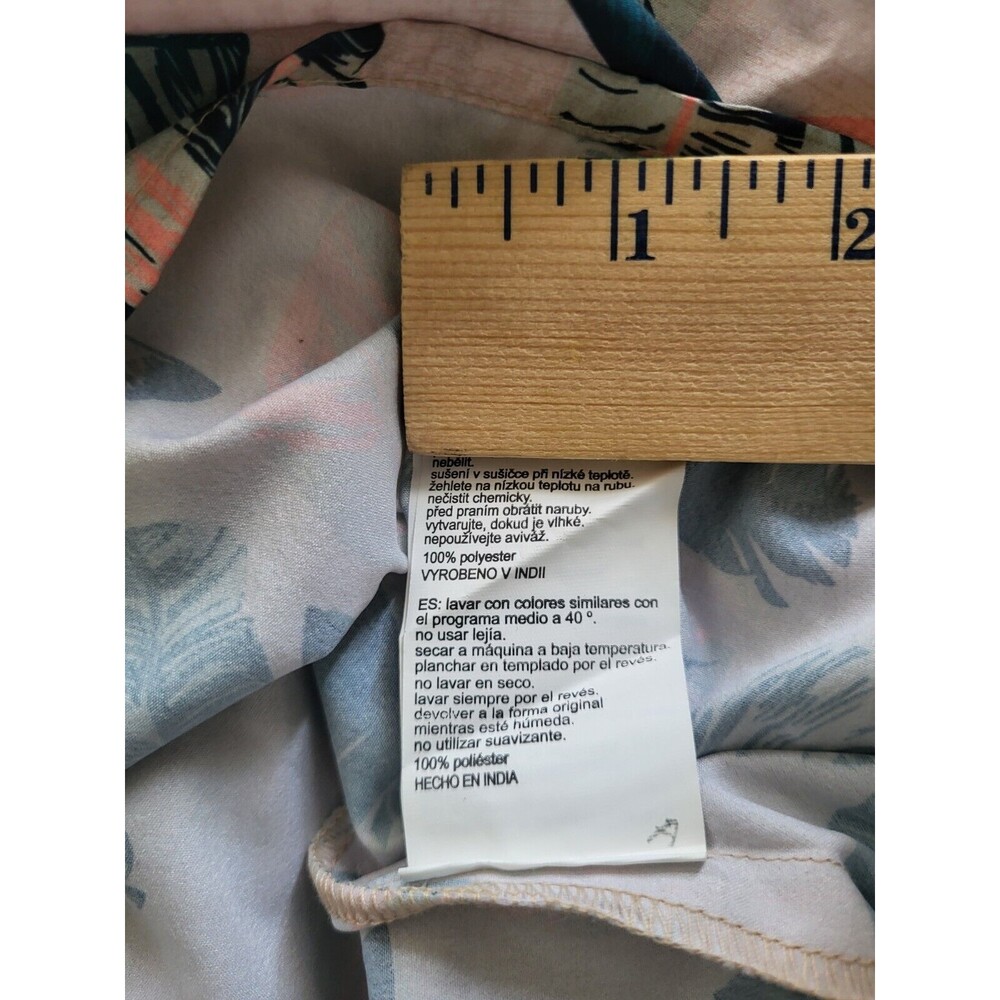 1 2
nebělit.
sušení v sušičce při nízké teplotě.
žehlete na nízkou teplotu na rubu.
nečistit chemicky.
před praním obrátit naruby.
vytvarujte, dokud je vlhké.
nepoužívejte aviváž.
100% polyester
VYROBENO V INDII
ES: lavar con colores similares con
el programa medio a 40 º.
no usar lejía.
secar a máquina a baja temperatura.
planchar en templado por el revés.
no lavar en seco.
lavar siempre por el revés.
devolver a la forma original
mientras esté húmeda.
no utilizar suavizante.
100% poliéster
HECHO EN INDIA